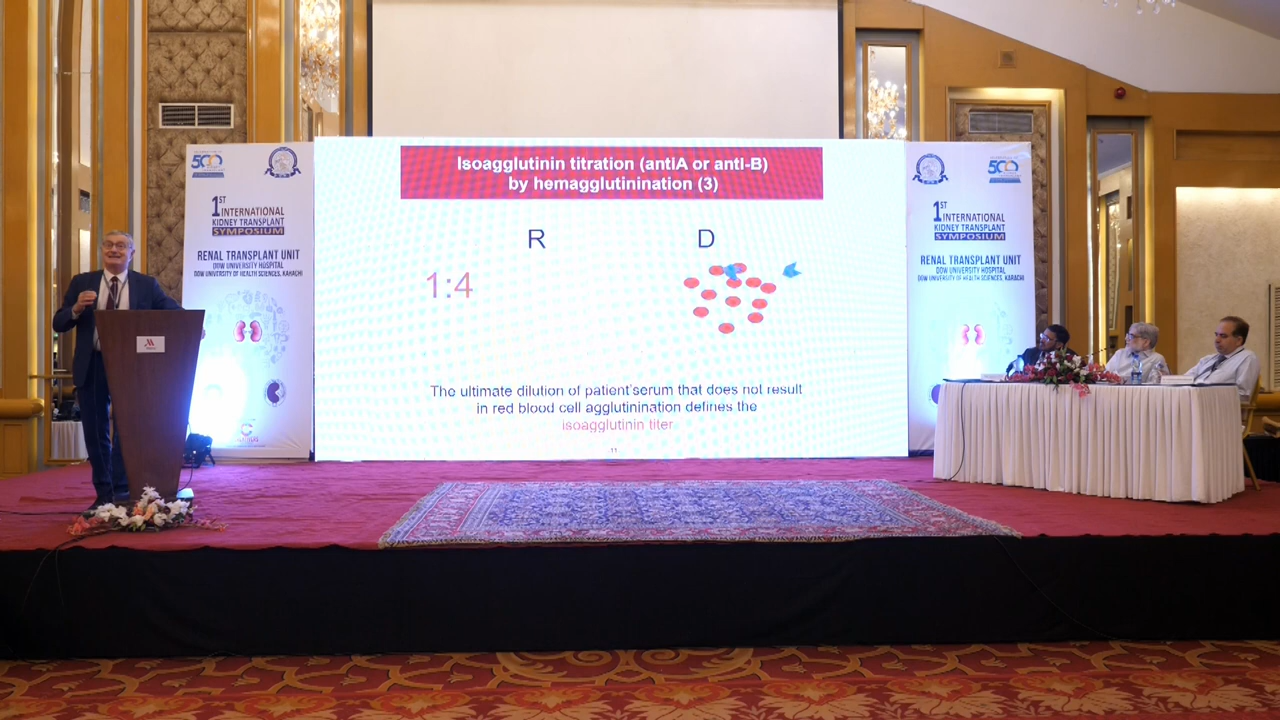 500
1ST
INTERNATIONAL
KIDNEY TRANSPLANT
SYMPOSIUM
RENAL TRANSPLANT UNIT
DOW UNIVERSITY HOSPITAL
DOW UNIVERSITY OF HEALTH SCIENCES, KARACHI
Isoagglutinin titration (antiA or anti-B)
by hemagglutinination (3)
R D
1:4
The ultimate dilution of patient'serum that does not result
in red blood cell agglutinination defines the
isoagglutinin titer
11
500
1ST
INTERNATIONAL
KIDNEY TRANSPLANT
SYMPOSIUM
RENAL TRANSPLANT UNIT
DOW UNIVERSITY HOSPITAL
DOW UNIVERSITY OF HEALTH SCIENCES, KARACHI